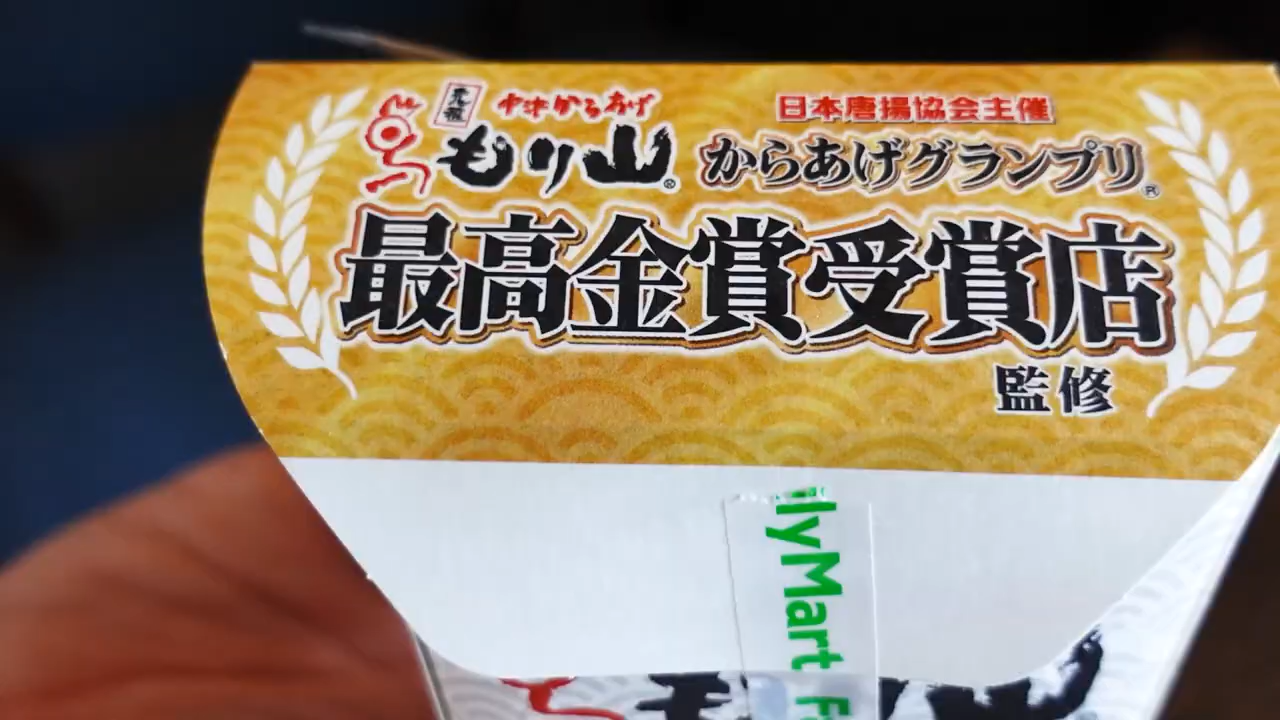 元祖 中津からあげ
もり山®
日本唐揚協会主催
からあげグランプリ®
最高金賞受賞店
監修
ilyMart F